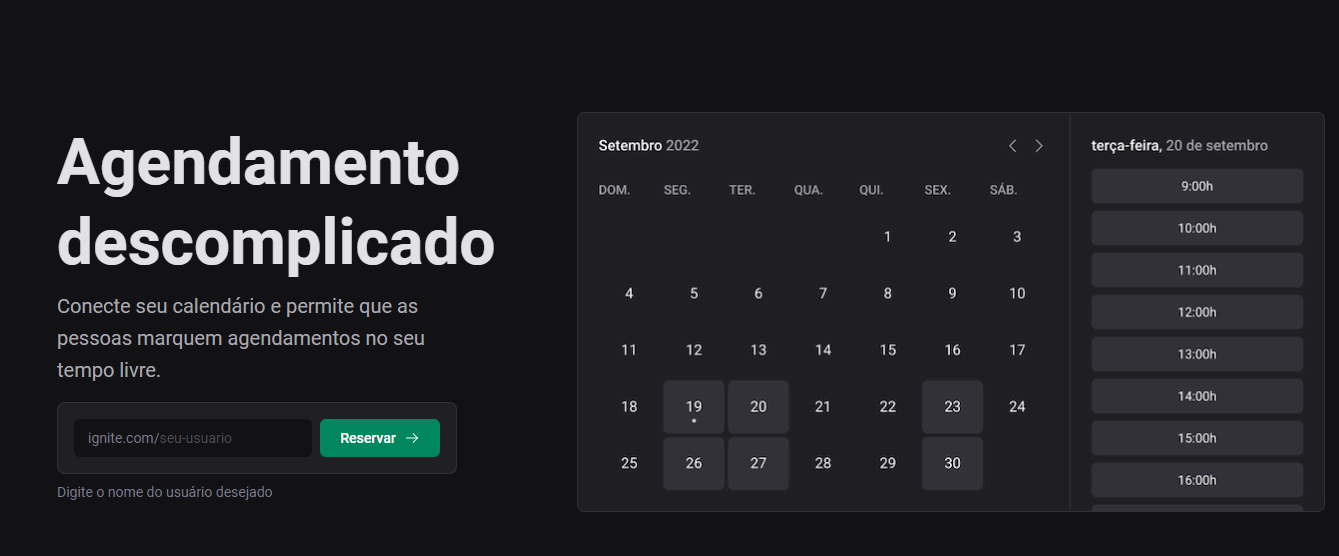 Agendamento
descomplicado
Conecte seu calendário e permite que as
pessoas marquem agendamentos no seu
tempo livre.
ignite.com/seu-usuario
Reservar
Digite o nome do usuário desejado
Setembro 2022
DOM. SEG. TER. QUA. QUI. SEX. SÁB.
1 2 3
4 5 6 7 8 9 10
11 12 13 14 15 16 17
18 19 20 21 22 23 24
25 26 27 28 29 30
terça-feira, 20 de setembro
9:00h
10:00h
11:00h
12:00h
13:00h
14:00h
15:00h
16:00h